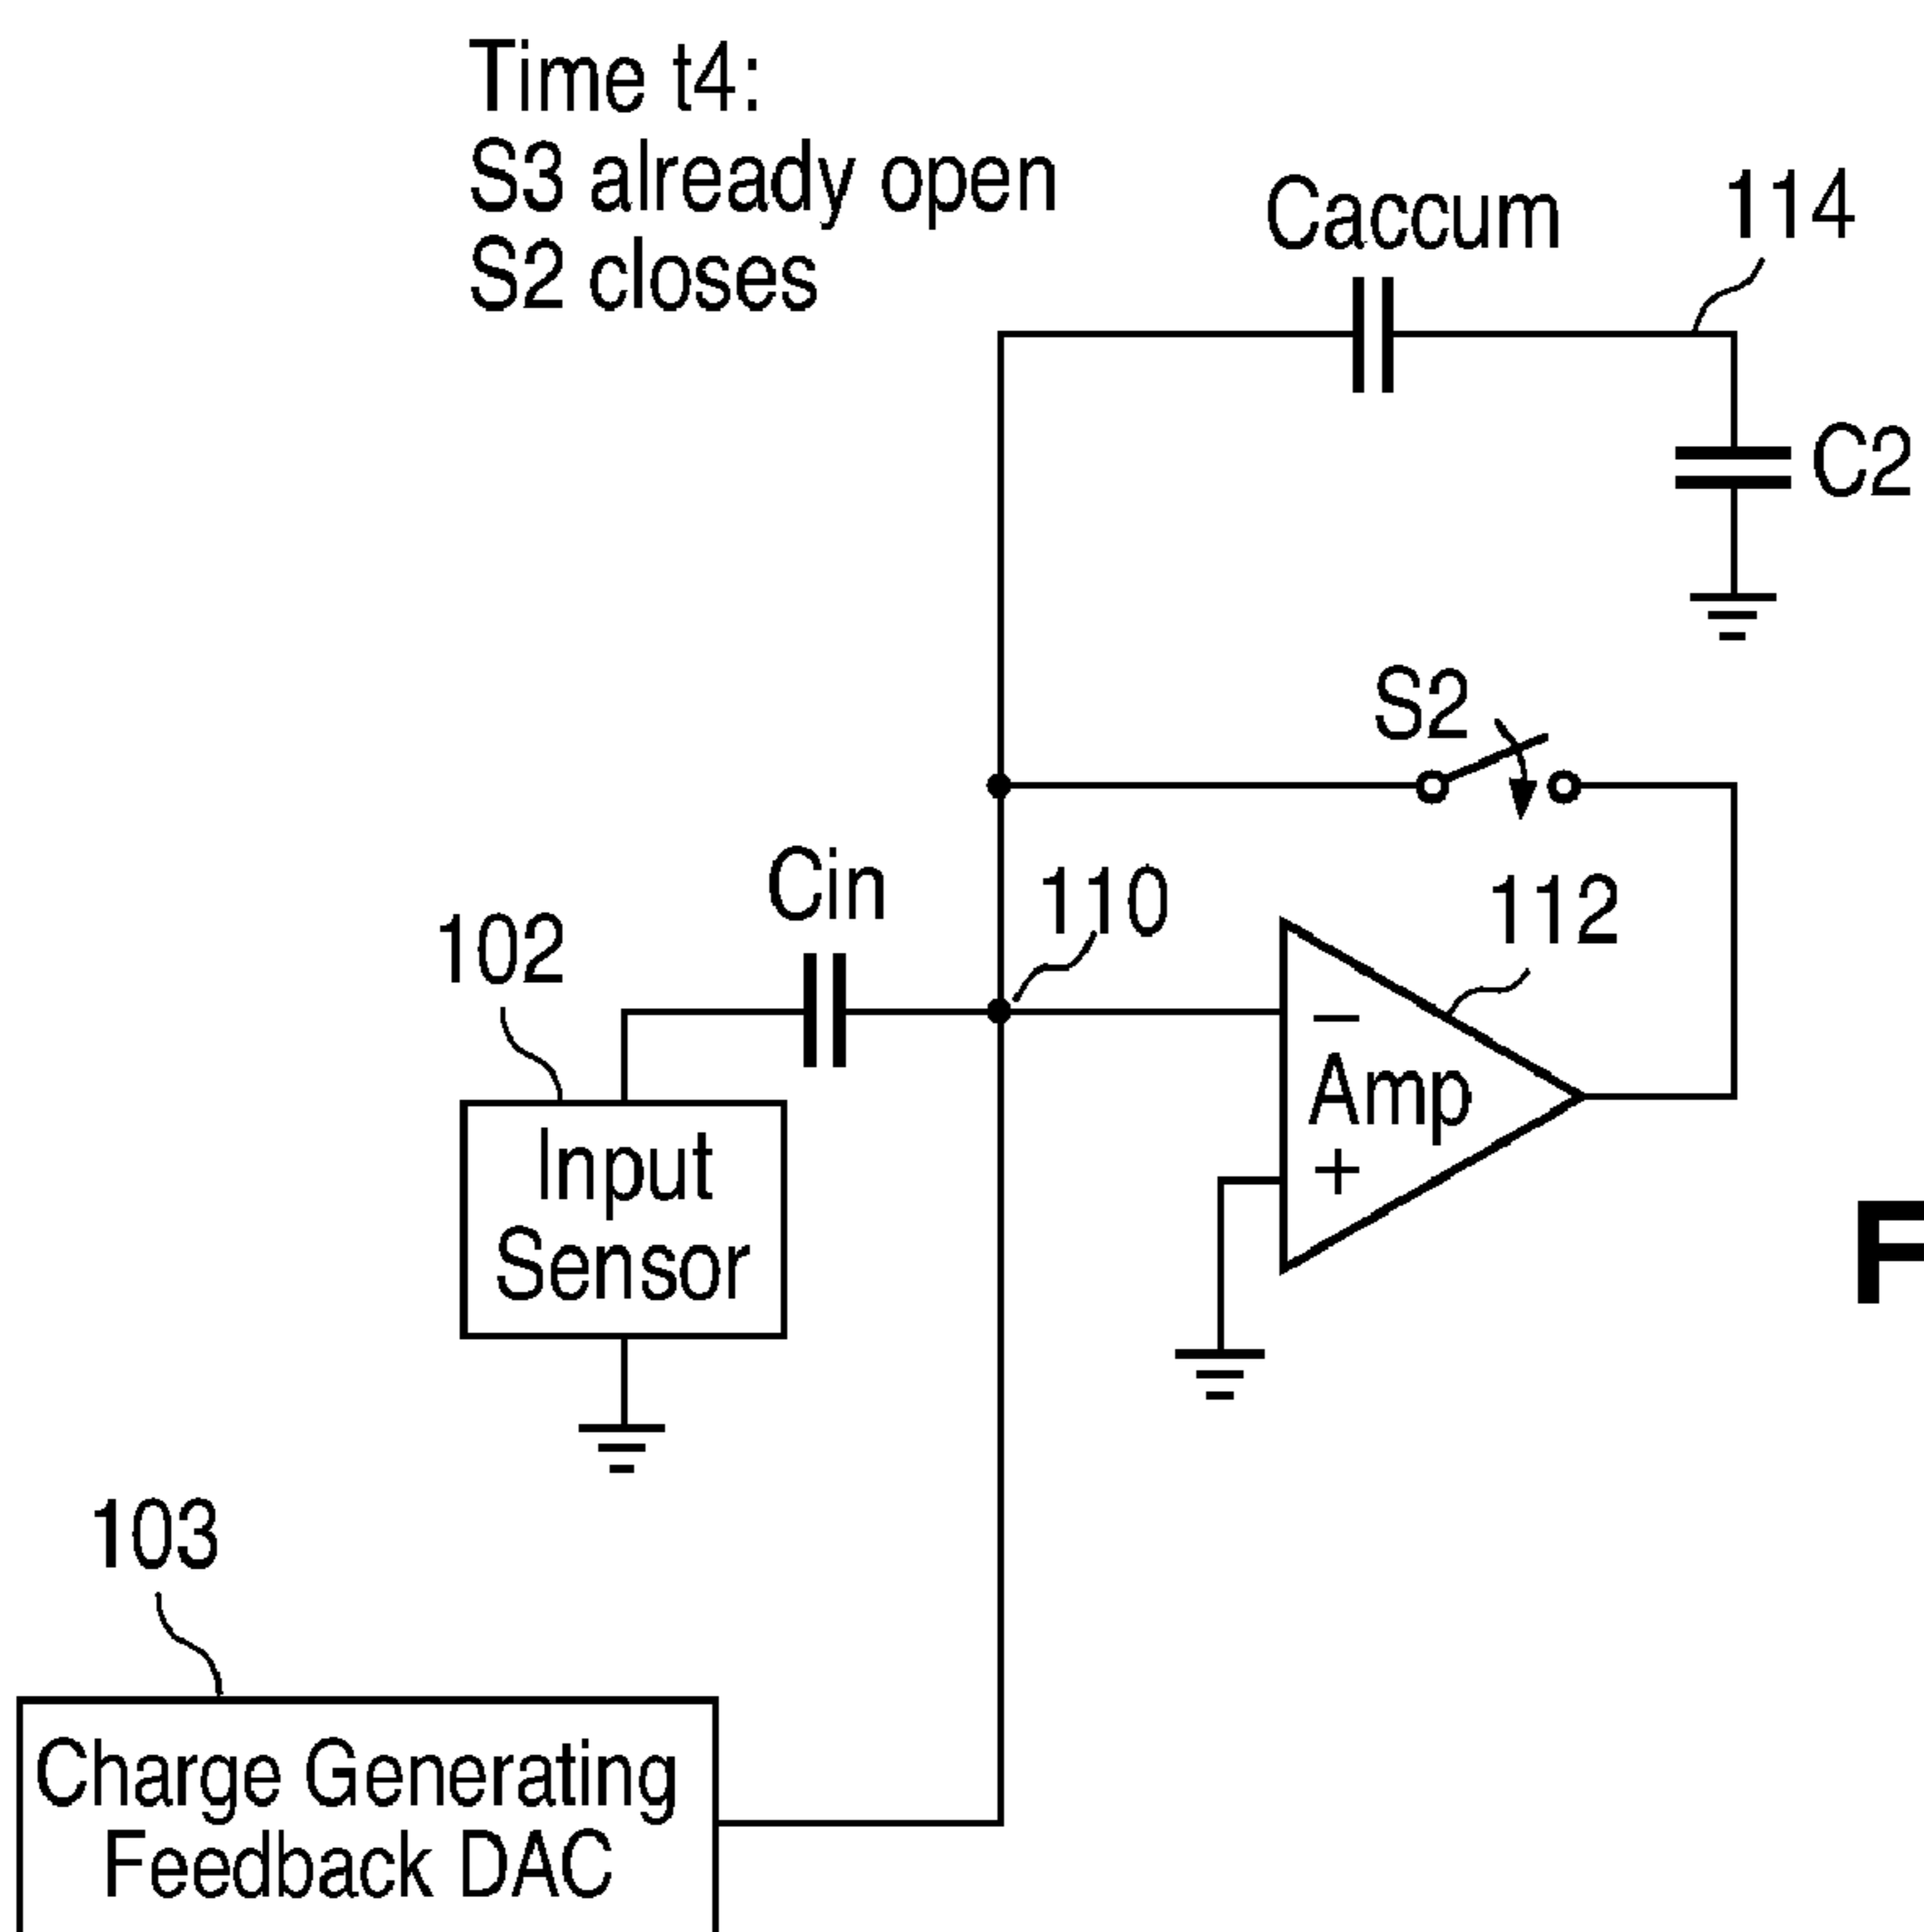 Time t4:
S3 already open
S2 closes
Caccum
114
C2
S2
Cin
110
112
102
−
Amp
+
Input
Sensor
F
103
Charge Generating
Feedback DAC